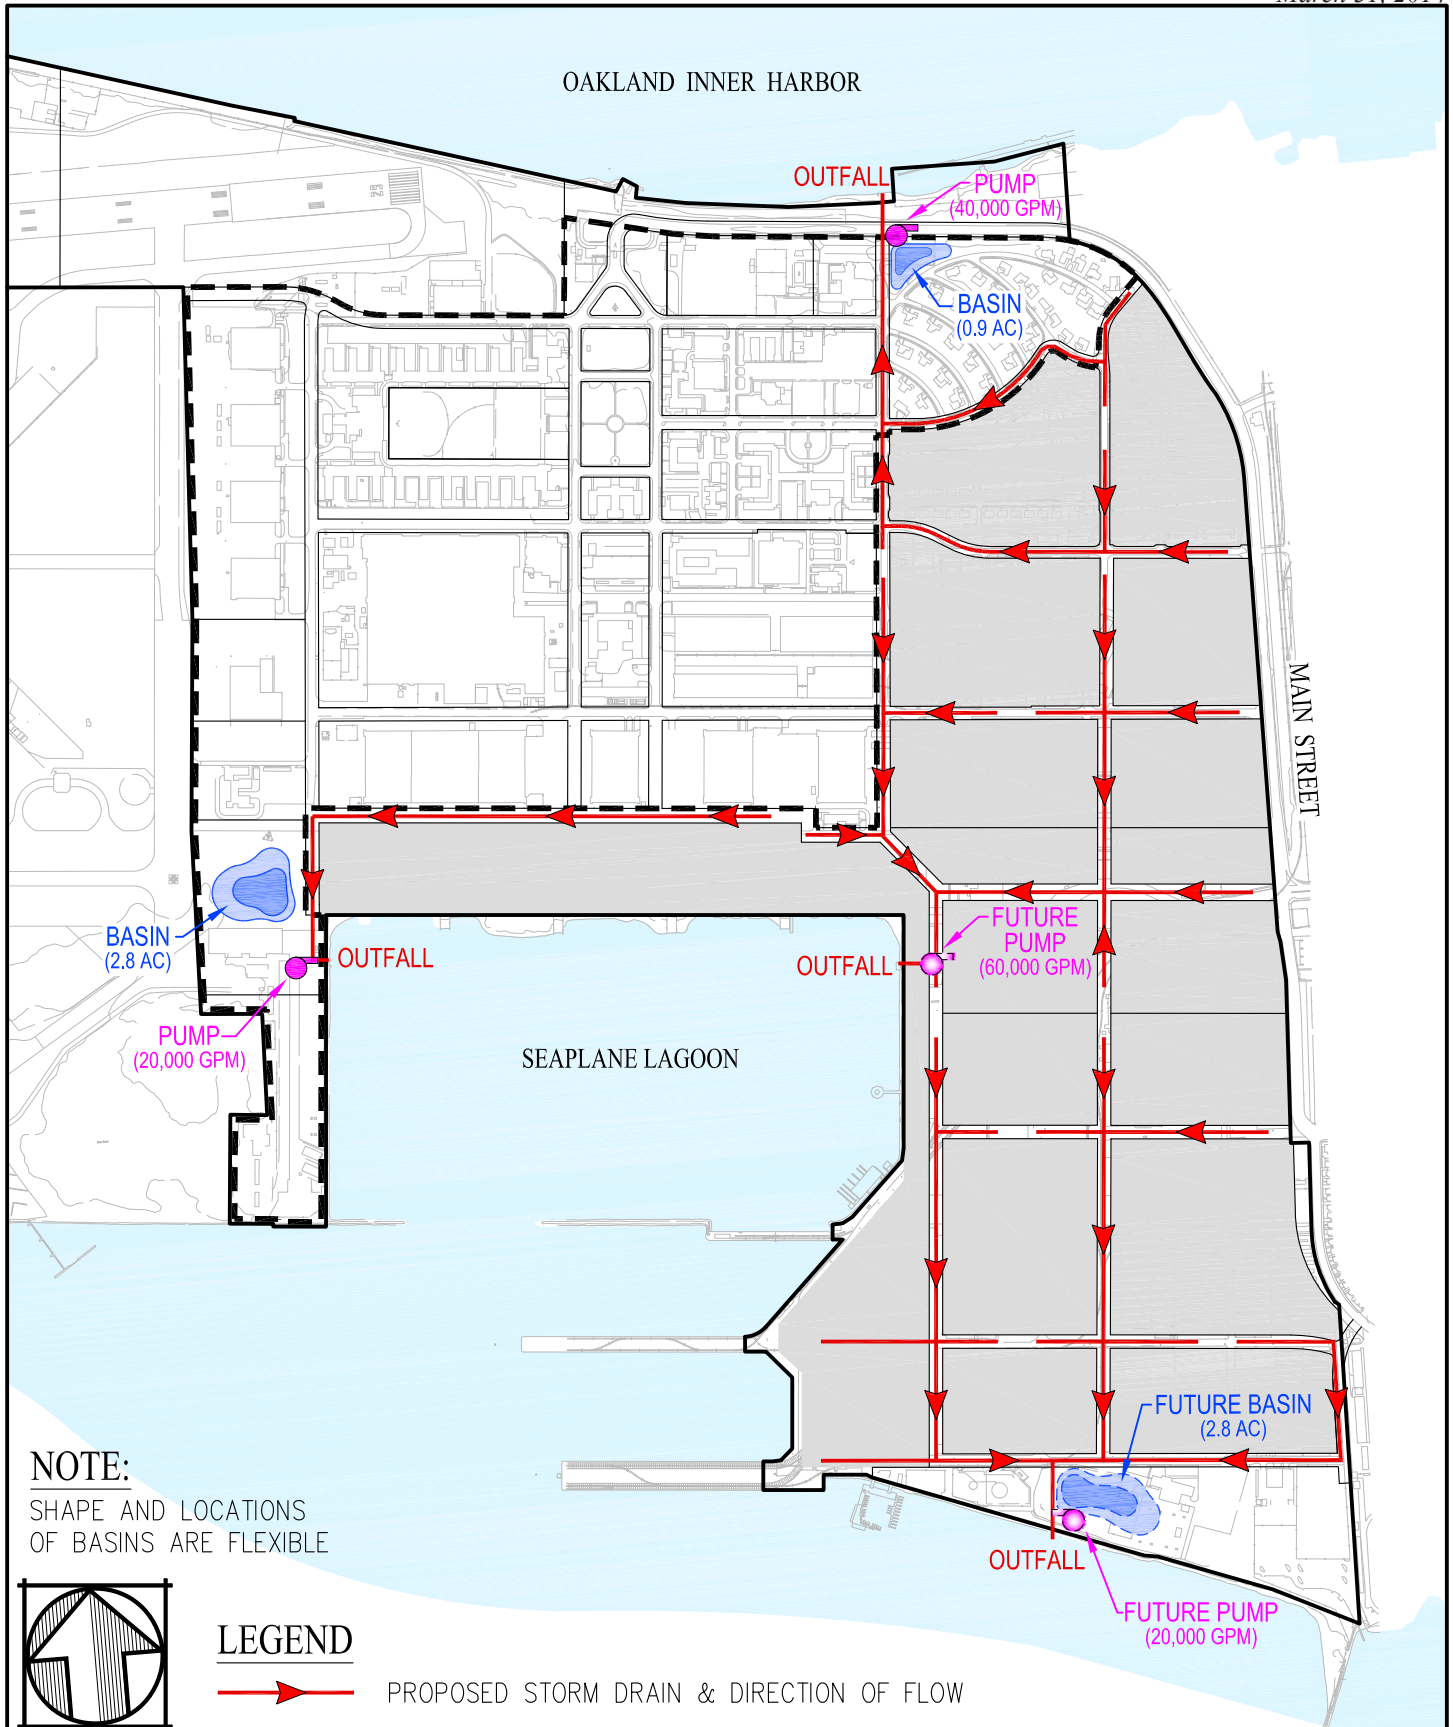 OAKLAND INNER HARBOR
OUTFALL
PUMP
(40,000 GPM)
BASIN
(0.9 AC)
MAIN STREET
BASIN
(2.8 AC)
OUTFALL
PUMP
(20,000 GPM)
OUTFALL
FUTURE
PUMP
(60,000 GPM)
SEAPLANE LAGOON
FUTURE BASIN
(2.8 AC)
OUTFALL
FUTURE PUMP
(20,000 GPM)
NOTE:
SHAPE AND LOCATIONS
OF BASINS ARE FLEXIBLE
LEGEND
PROPOSED STORM DRAIN & DIRECTION OF FLOW